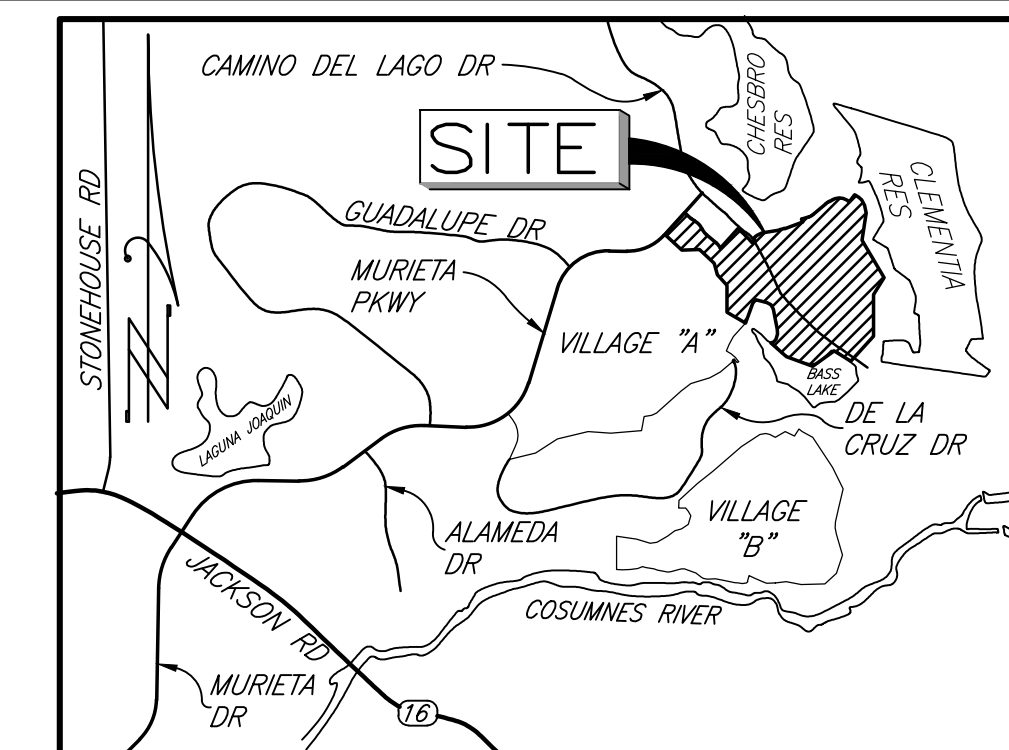 CAMINO DEL LAGO DR
CHESBRO
RES
SITE
CLEMENTIA
RES
STONEHOUSE RD
GUADALUPE DR
MURIETA
PKWY
N
VILLAGE "A"
BASS
LAKE
LAGUNA JOAQUIN
DE LA
CRUZ DR
VILLAGE
"B"
ALAMEDA
DR
JACKSON RD
COSUMNES RIVER
MURIETA
DR
16